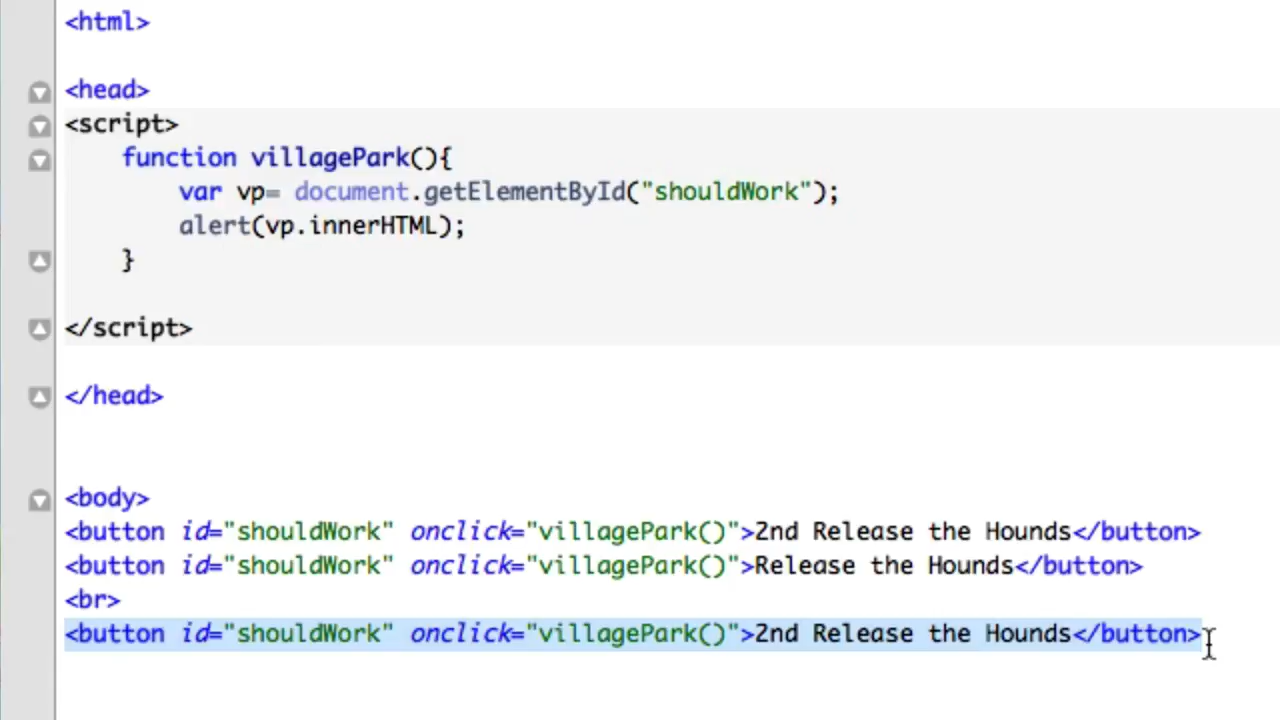 <html>
<head>
<script>
function villagePark(){
var vp= document.getElementById("shouldWork");
alert(vp.innerHTML);
}
</script>
</head>
<body>
<button id="shouldWork" onclick="villagePark()">2nd Release the Hounds</button>
<button id="shouldWork" onclick="villagePark()">Release the Hounds</button>
<br>
<button id="shouldWork" onclick="villagePark()">2nd Release the Hounds</button>